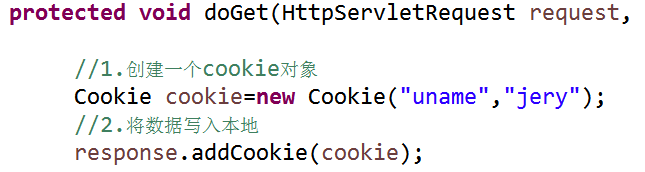 protected void doGet(HttpServletRequest request,
//1.创建一个cookie对象
Cookie cookie=new Cookie("uname","jery");
//2.将数据写入本地
response.addCookie(cookie);